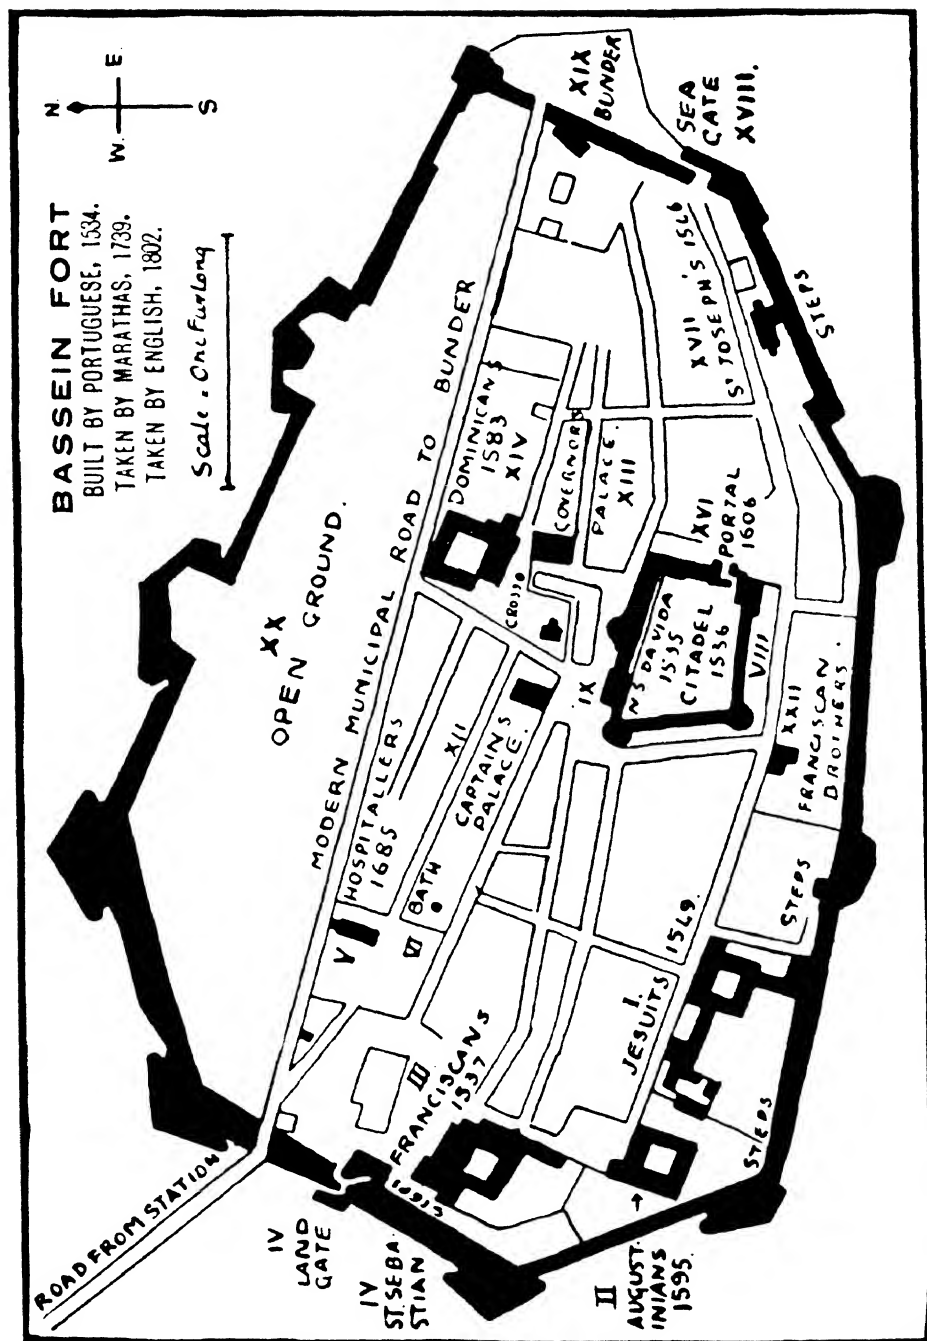 BASSEIN FORT
BUILT BY PORTUGUESE, 1534.
TAKEN BY MARATHAS, 1739.
TAKEN BY ENGLISH, 1802.
Scale. One Furlong
N.
E.
W.
S
ROAD FROM STATION
IV
LAND
GATE
IV
ST. SEBA.
STIAN
II
AUGUST-
INIANS
1595.
XX
OPEN GROUND.
MODERN MUNICIPAL ROAD TO BUNDER
HOSPITALLERS
1685
V
VI
BATH
XII
CAPTAINS
PALACE.
III
FRANCISCANS
1537
I.
JESUITS 1549.
STEPS
STEPS
DOMINICANS
1583
XIV
CROSS
GOVERNORS
PALACE.
XIII
IX
N S DAVIDA
1535
CITADEL
1536
VIII
XVI
PORTAL
1606
XXII
FRANCISCAN
BROTHERS.
XVII
ST JOSEPH'S 1546
STEPS
XIX
BUNDER
SEA
GATE
XVIII.